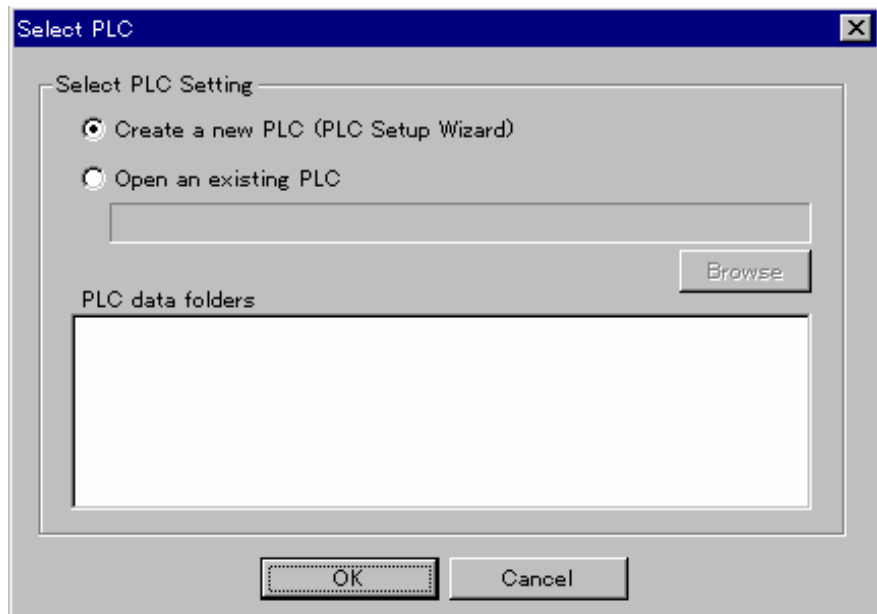 Select PLC
Select PLC Setting
Create a new PLC (PLC Setup Wizard)
Open an existing PLC
Browse
PLC data folders
OK
Cancel